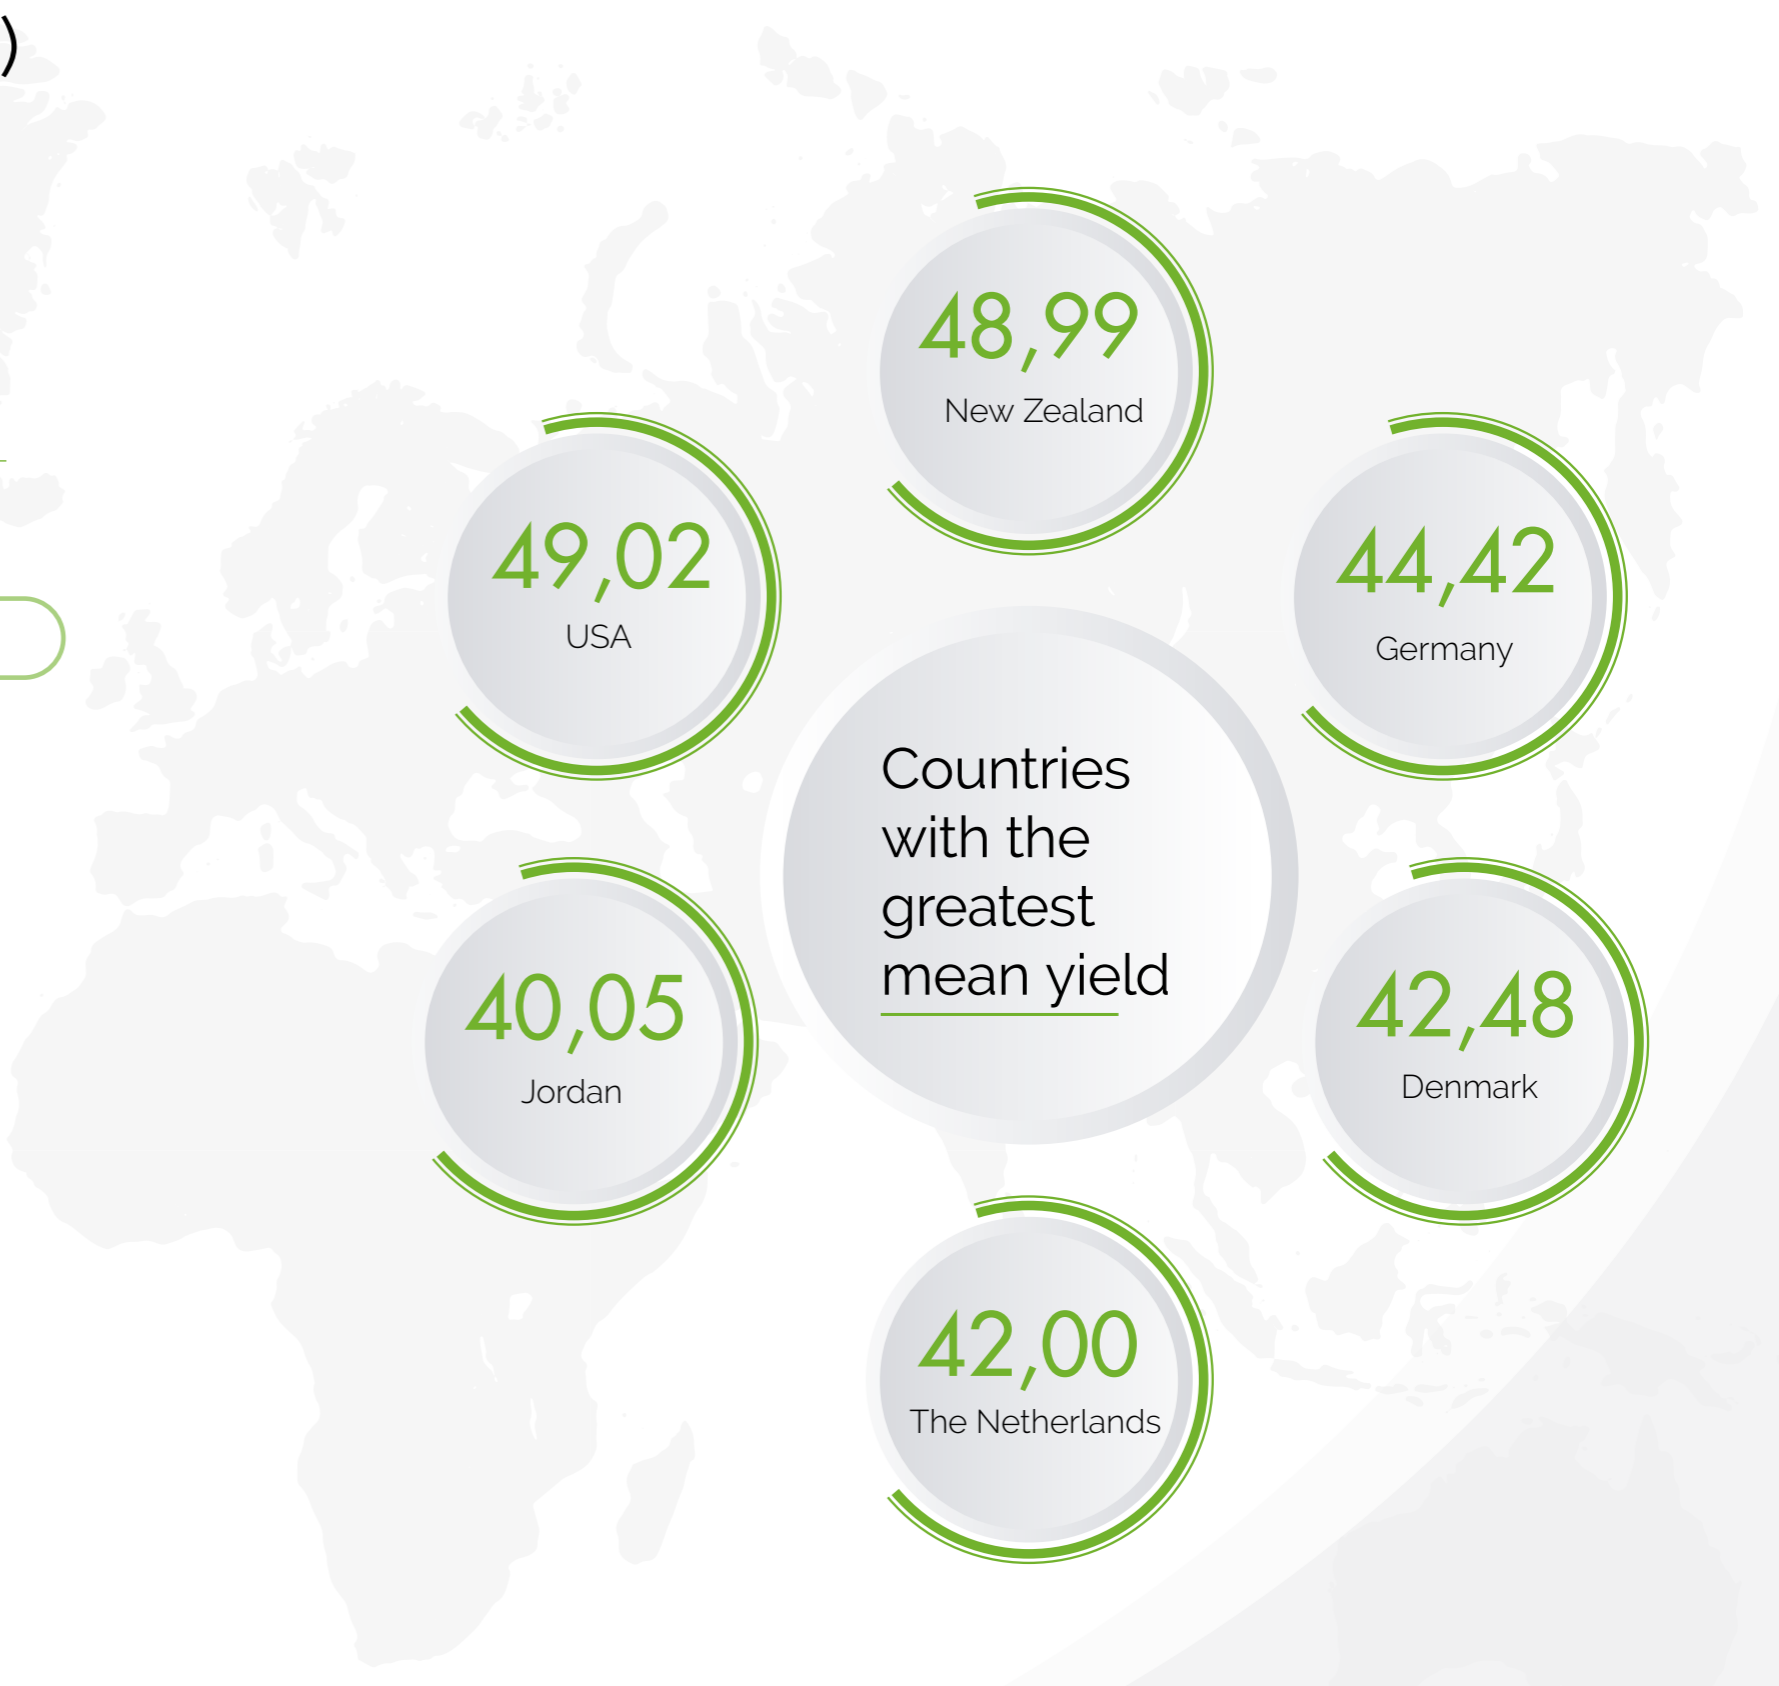 )
48,99
New Zealand
49,02
USA
44,42
Germany
Countries
with the
greatest
mean yield
40,05
Jordan
42,48
Denmark
42,00
The Netherlands